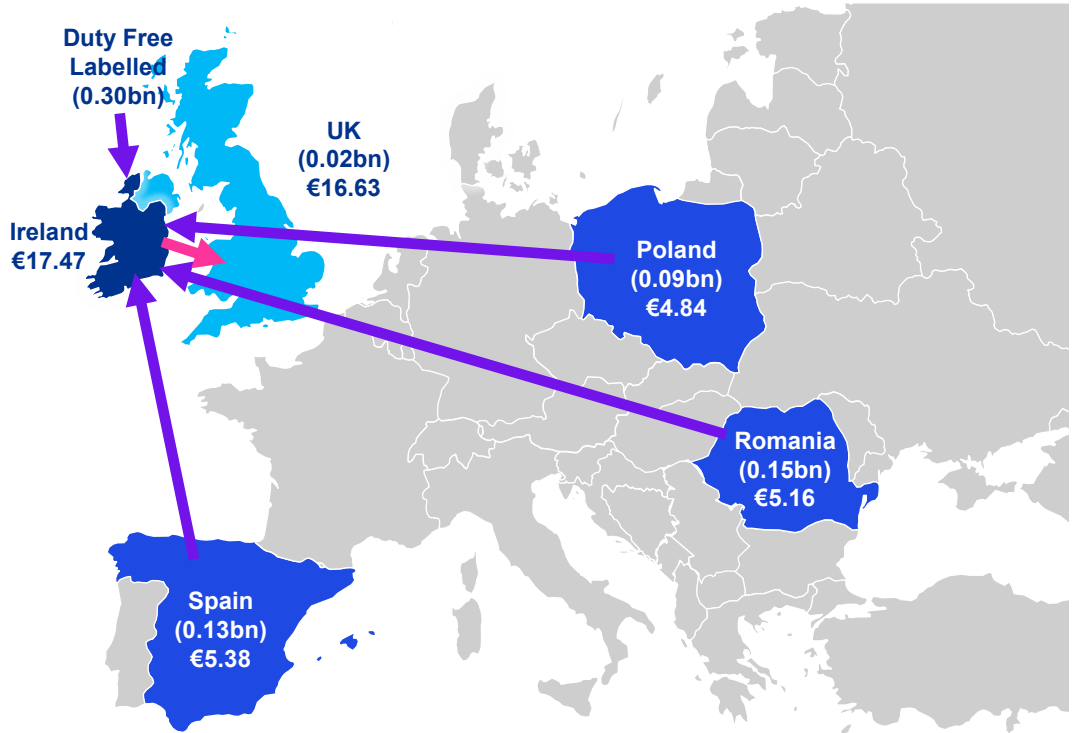 Duty Free
Labelled
(0.30bn)
UK
(0.02bn)
€16.63
Ireland
€17.47
Poland
(0.09bn)
€4.84
Romania
(0.15bn)
€5.16
Spain
(0.13bn)
€5.38